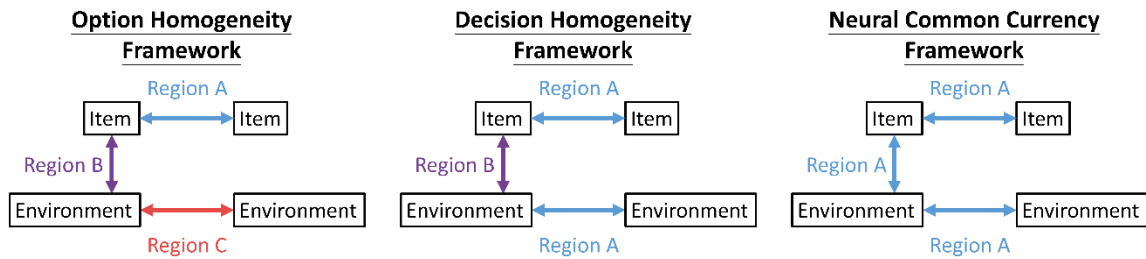 Option Homogeneity
Framework
Region A
Item Item
Region B
Environment Environment
Region C
Decision Homogeneity
Framework
Region A
Item Item
Region B
Environment Environment
Region A
Neural Common Currency
Framework
Region A
Item Item
Region A
Environment Environment
Region A